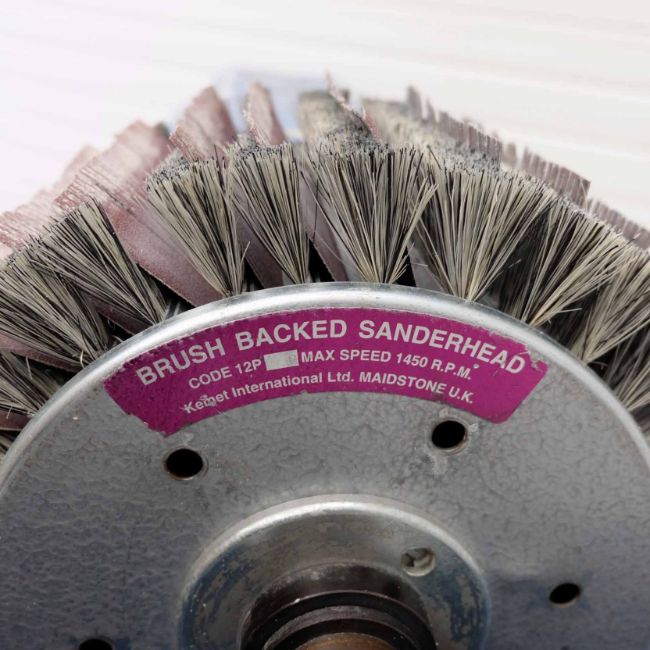 BRUSH BACKED SANDERHEAD
CODE 12P MAX SPEED 1450 R.P.M.
Kemet International Ltd. MAIDSTONE U.K.